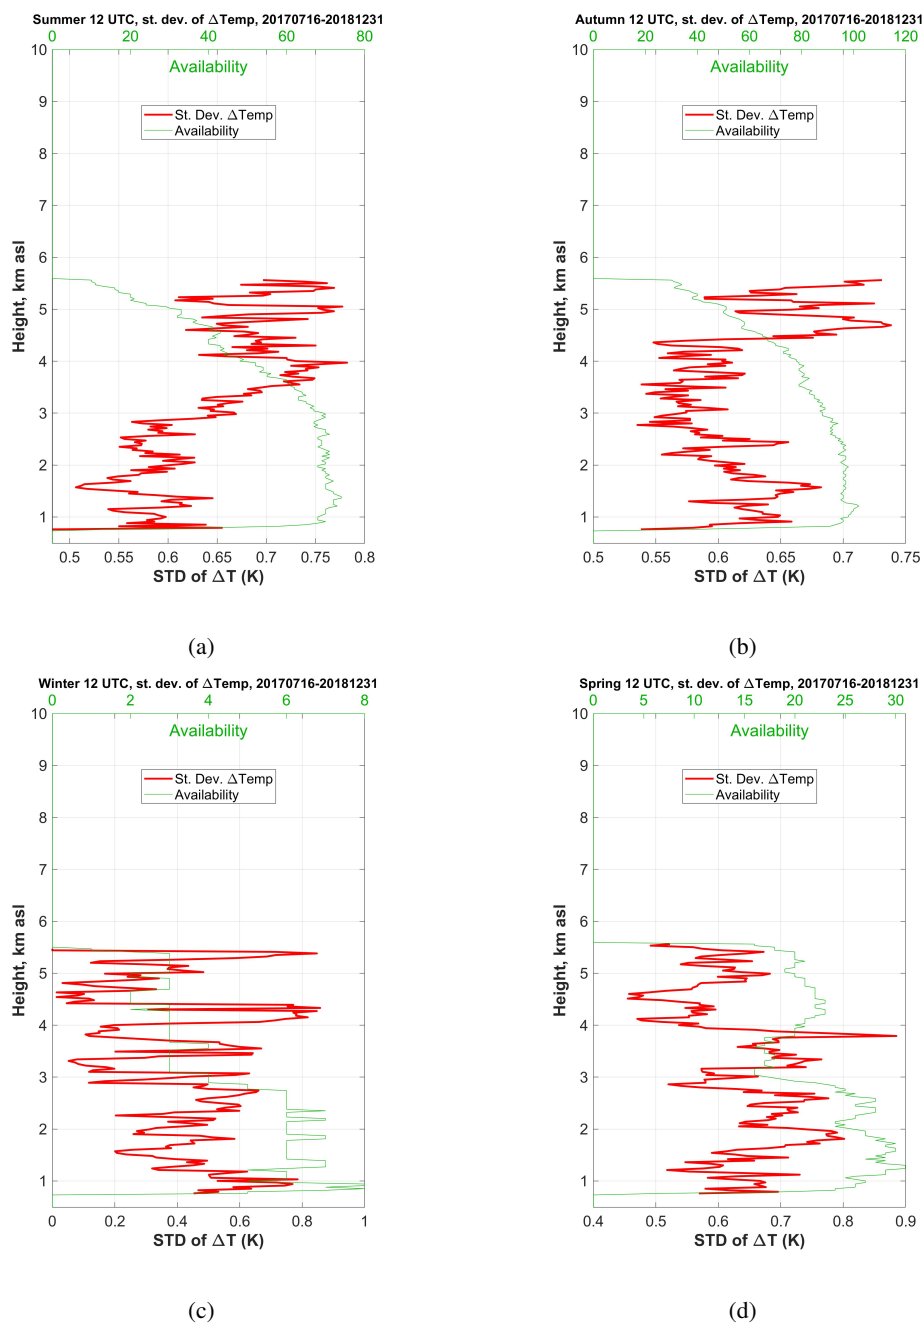 Summer 12 UTC, st. dev. of ΔTemp, 20170716-20181231
0 20 40 60 80
Availability
St. Dev. ΔTemp
Availability
10
9
8
7
6
5
4
3
2
1
Height, km asl
0.5 0.55 0.6 0.65 0.7 0.75 0.8
STD of ΔT (K)
(a)
Autumn 12 UTC, st. dev. of ΔTemp, 20170716-20181231
0 20 40 60 80 100 120
Availability
St. Dev. ΔTemp
Availability
10
9
8
7
6
5
4
3
2
1
Height, km asl
0.5 0.55 0.6 0.65 0.7 0.75
STD of ΔT (K)
(b)
Winter 12 UTC, st. dev. of ΔTemp, 20170716-20181231
0 2 4 6 8
Availability
St. Dev. ΔTemp
Availability
10
9
8
7
6
5
4
3
2
1
Height, km asl
0 0.2 0.4 0.6 0.8 1
STD of ΔT (K)
(c)
Spring 12 UTC, st. dev. of ΔTemp, 20170716-20181231
0 5 10 15 20 25 30
Availability
St. Dev. ΔTemp
Availability
10
9
8
7
6
5
4
3
2
1
Height, km asl
0.4 0.5 0.6 0.7 0.8 0.9
STD of ΔT (K)
(d)